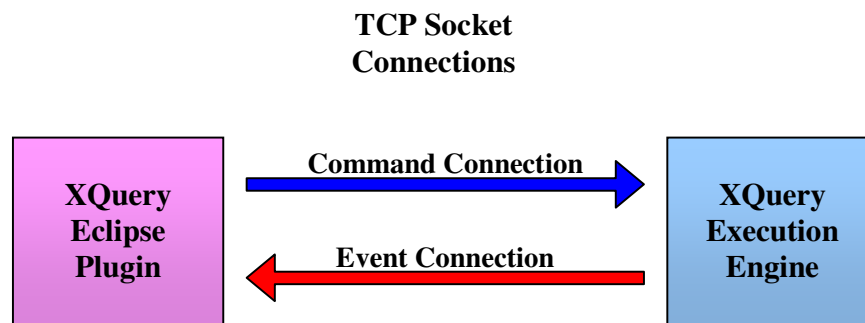 TCP Socket
Connections
XQuery
Eclipse
Plugin
Command Connection
Event Connection
XQuery
Execution
Engine